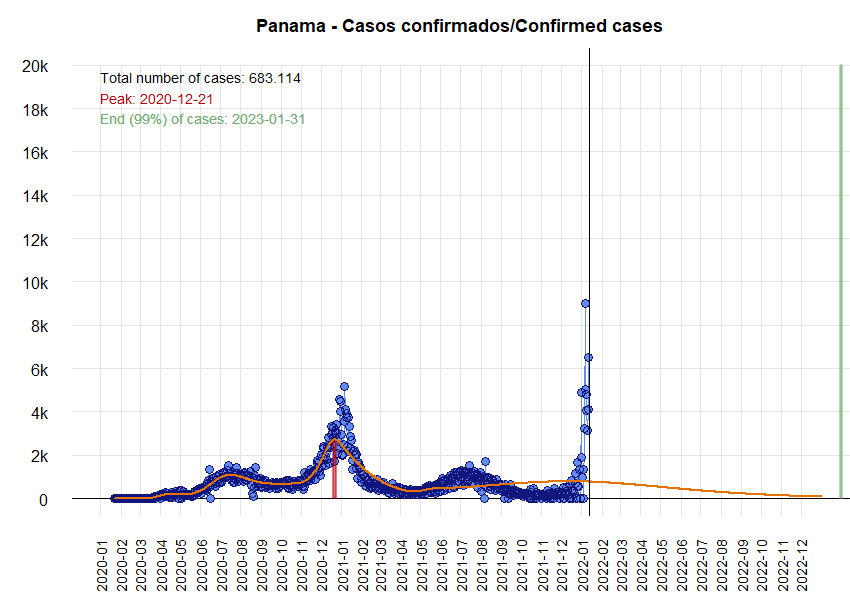 Panama - Casos confirmados/Confirmed cases
20k
18k
16k
14k
12k
10k
8k
6k
4k
2k
0
Total number of cases: 683.114
Peak: 2020-12-21
End (99%) of cases: 2023-01-31
2020-01
2020-02
2020-03
2020-04
2020-05
2020-06
2020-07
2020-08
2020-09
2020-10
2020-11
2020-12
2021-01
2021-02
2021-03
2021-04
2021-05
2021-06
2021-07
2021-08
2021-09
2021-10
2021-11
2021-12
2022-01
2022-02
2022-03
2022-04
2022-05
2022-06
2022-07
2022-08
2022-09
2022-10
2022-11
2022-12